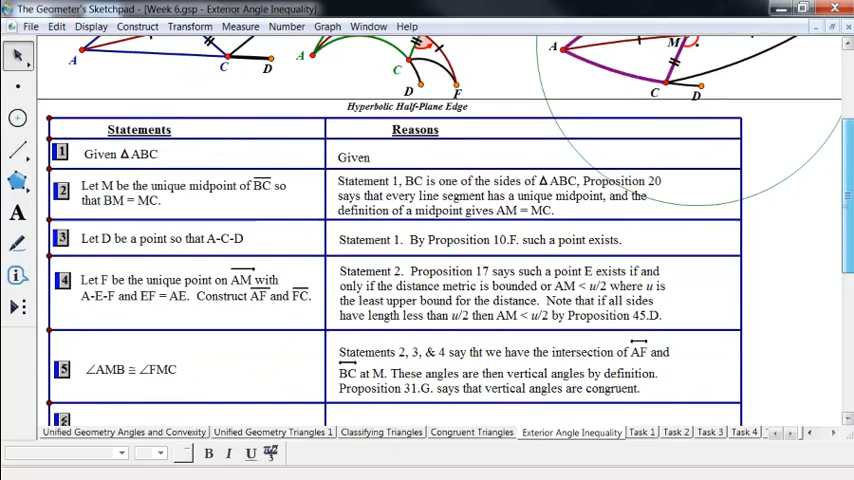 The Geometer's Sketchpad - [Week 6.gsp - Exterior Angle Inequality]
File Edit Display Construct Transform Measure Number Graph Window Help
A C D
A C D F
A M C D
Hyperbolic Half-Plane Edge
Statements Reasons
1 Given ΔABC Given
2 Let M be the unique midpoint of BC so
that BM = MC.
Statement 1, BC is one of the sides of ΔABC, Proposition 20
says that every line segment has a unique midpoint, and the
definition of a midpoint gives AM = MC.
3 Let D be a point so that A-C-D Statement 1. By Proposition 10.F. such a point exists.
4 Let F be the unique point on AM with
A-E-F and EF = AE. Construct AF and FC.
Statement 2. Proposition 17 says such a point E exists if and
only if the distance metric is bounded or AM < u/2 where u is
the least upper bound for the distance. Note that if all sides
have length less than u/2 then AM < u/2 by Proposition 45.D.
5 ∠AMB ≅ ∠FMC
Statements 2, 3, & 4 say tht we have the intersection of AF and
BC at M. These angles are then vertical angles by definition.
Proposition 31.G. says that vertical angles are congruent.
6
Unified Geometry Angles and Convexity Unified Geometry Triangles 1 Classifying Triangles Congruent Triangles Exterior Angle Inequality Task 1 Task 2 Task 3 Task 4
B I U